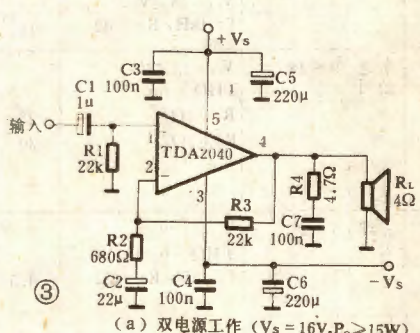 +Vs
C3
100n
C5
220µ
C1
1µ
输入
R1
22k
1
2
5
TDA2040
4
3
R4
4.7Ω
RL
4Ω
R3
22k
C7
100n
R2
680Ω
C2
22µ
C4
100n
C6
220µ
-Vs
③
(a) 双电源工作 (Vs=16V,Po>15W)